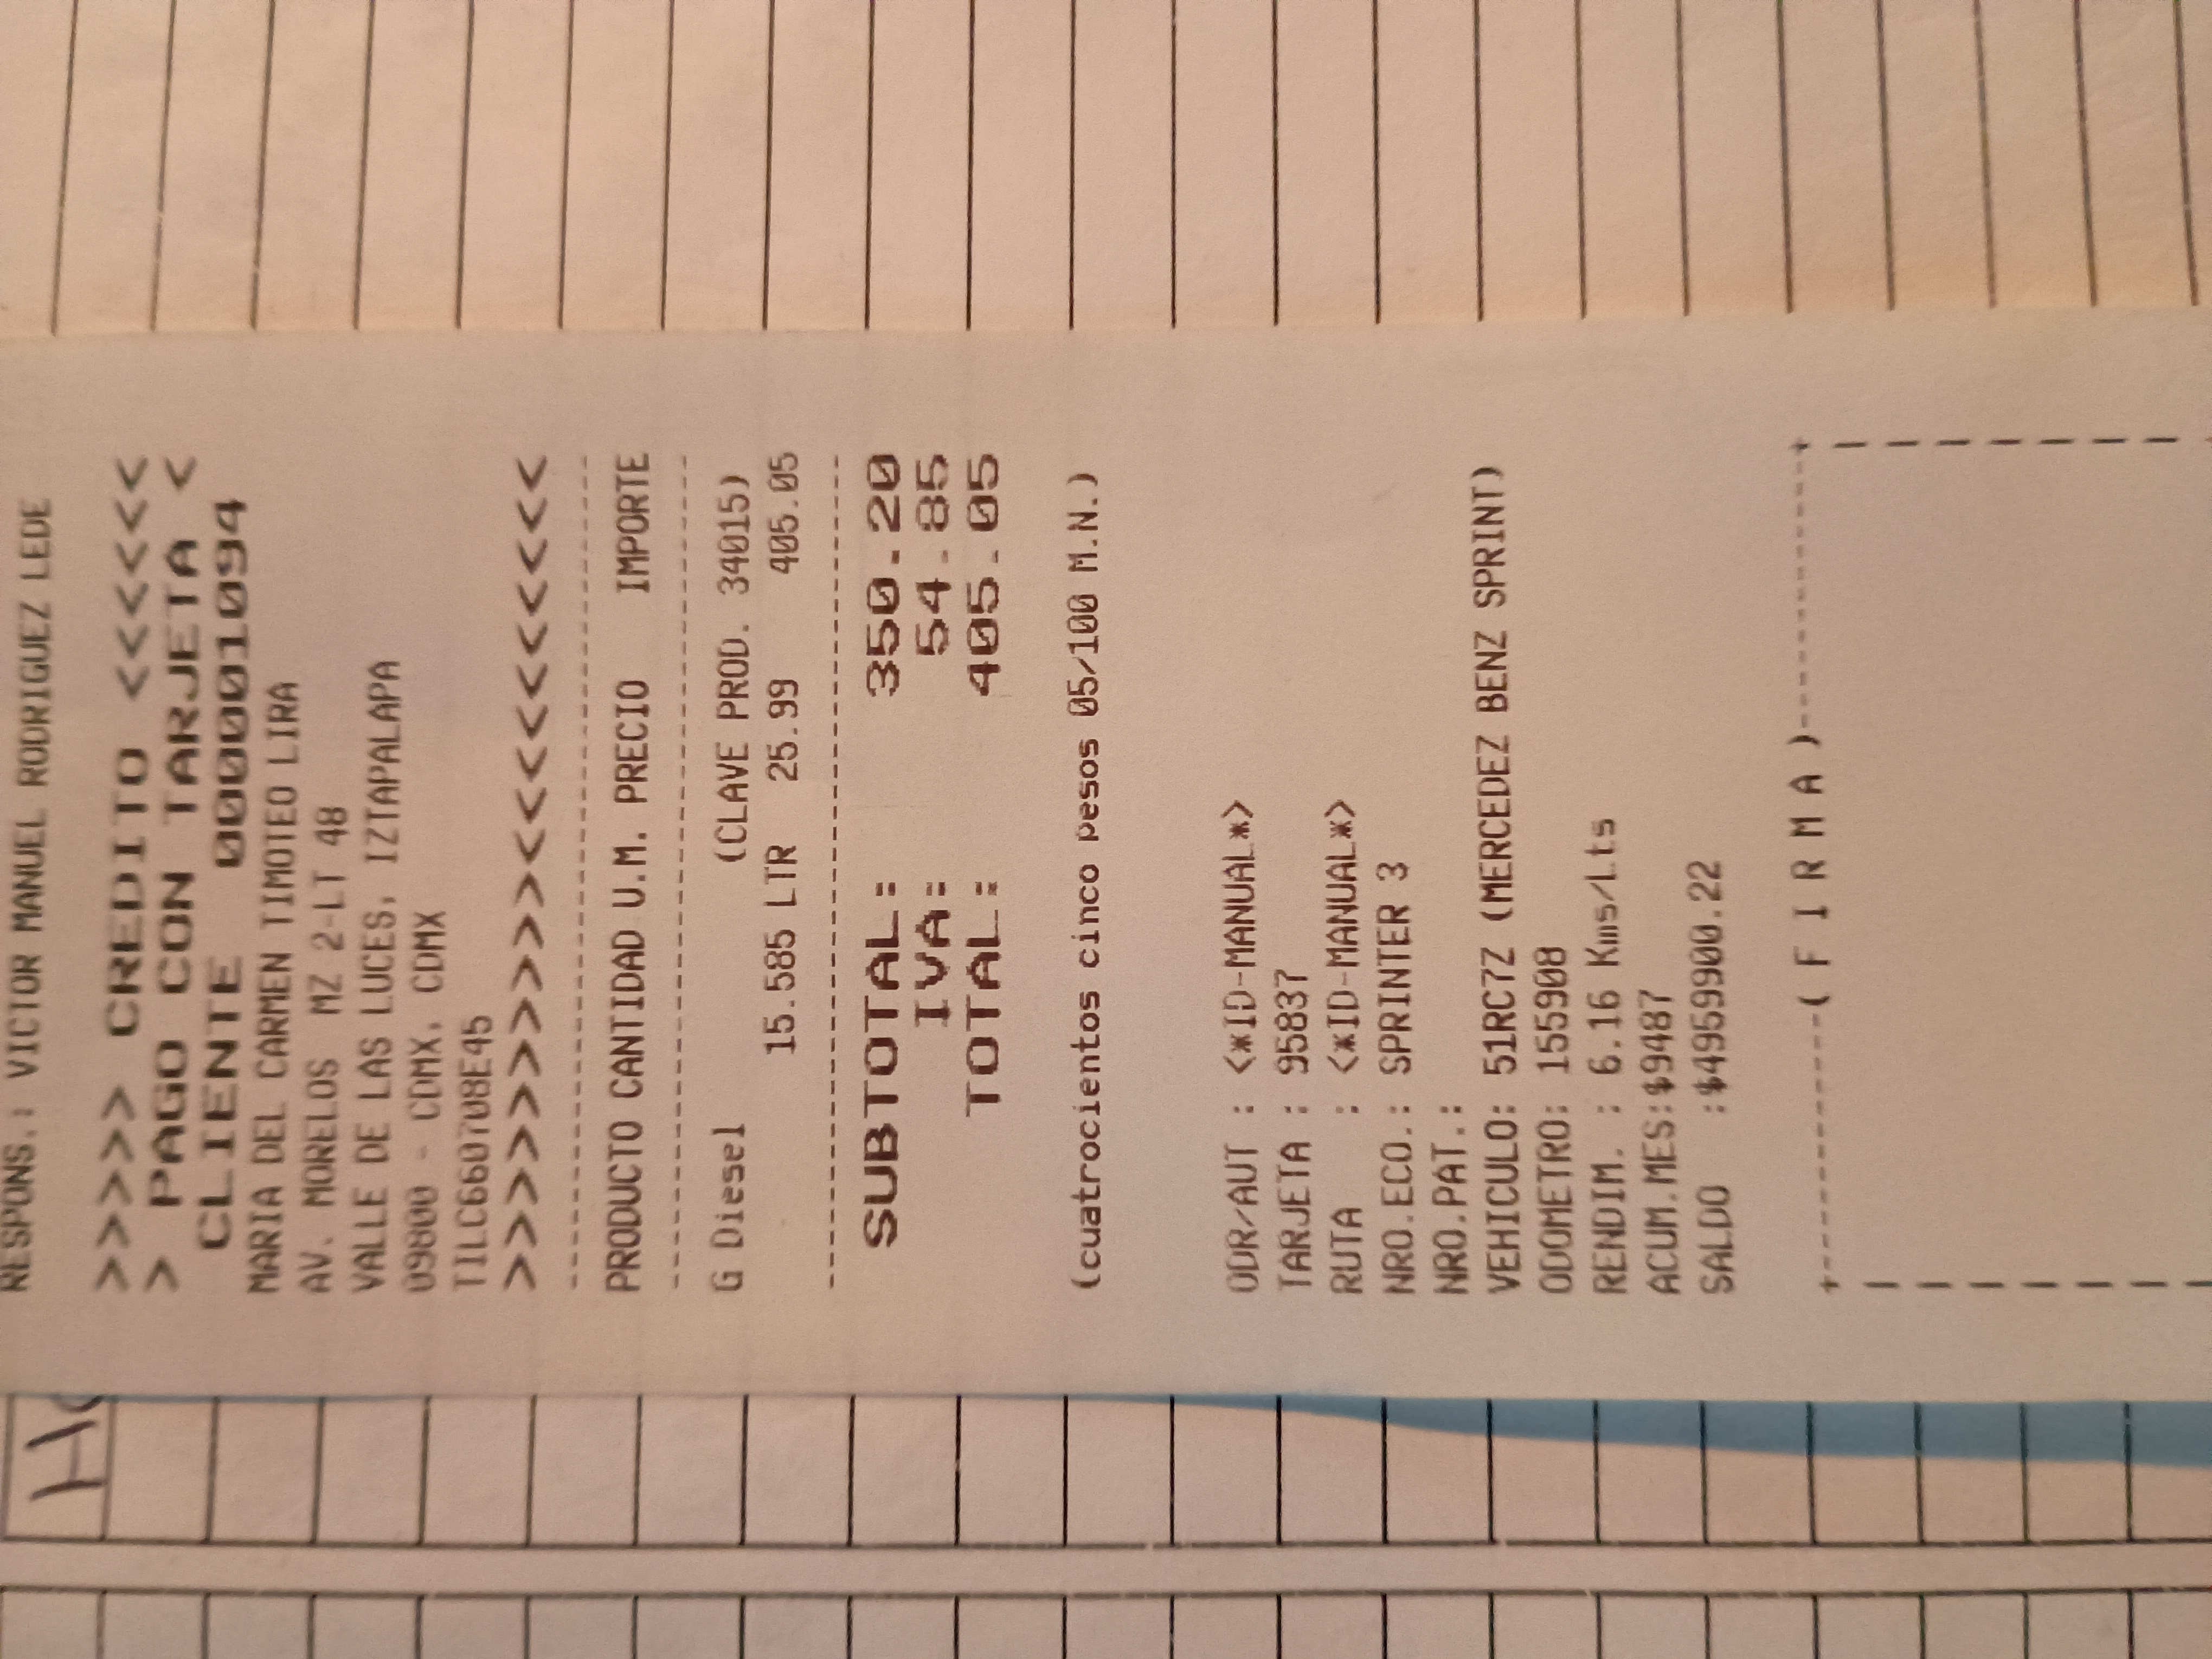 RESPONS.: VICTOR MANUEL RODRIGUEZ LEDE
>>>>> CREDITO <<<<<<
> PAGO CON TARJETA <
CLIENTE 000001094
MARIA DEL CARMEN TIMOTEO LIRA
AV. MORELOS MZ 2-LT 48
VALLE DE LAS LUCES, IZTAPALAPA
09800 - CDMX, CDMX
TILC660708E45
>>>>>>>>>><<<<<<<<<<
PRODUCTO CANTIDAD U.M. PRECIO IMPORTE
G Diesel (CLAVE PROD. 34015)
15.585 LTR 25.99 405.05
SUBTOTAL: 350.20
IVA: 54.85
TOTAL: 405.05
(cuatrocientos cinco pesos 05/100 M.N.)
ODR/AUT : <*ID-MANUAL*>
TARJETA : 95837
RUTA : <*ID-MANUAL*>
NRO.ECO.: SPRINTER 3
NRO.PAT.:
VEHICULO: 51RC7Z (MERCEDEZ BENZ SPRINT)
ODOMETRO: 155908
RENDIM. : 6.16 Kms/Lts
ACUM.MES:$9487
SALDO :$4959900.22
+----------( F I R M A )----------+